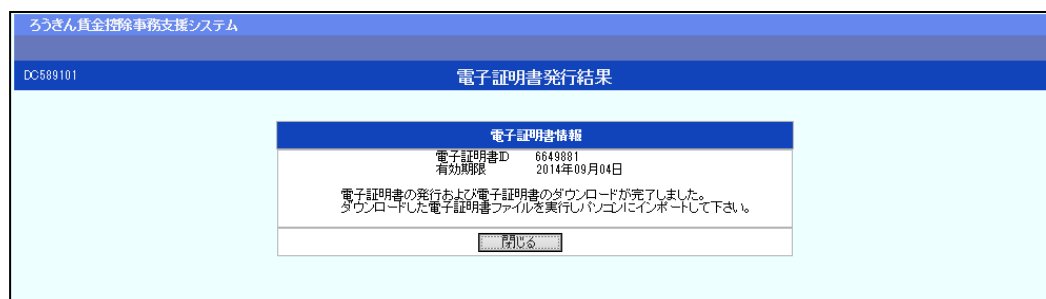 ろうきん賃金控除事務支援システム
DC589101
電子証明書発行結果
電子証明書情報
電子証明書ID 6649881
有効期限 2014年09月04日
電子証明書の発行および電子証明書のダウンロードが完了しました。
ダウンロードした電子証明書ファイルを実行しパソコンにインポートして下さい。
閉じる